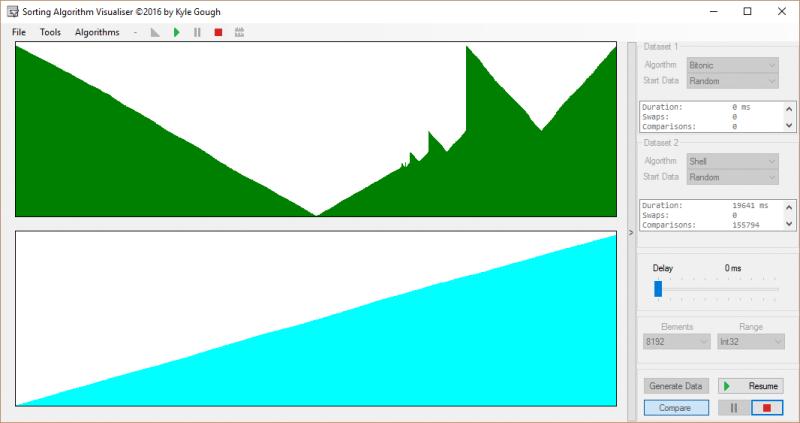 Sorting Algorithm Visualiser ©2016 by Kyle Gough
File Tools Algorithms -
Dataset 1
Algorithm Bitonic
Start Data Random
Duration: 0 ms
Swaps: 0
Comparisons: 0
Dataset 2
Algorithm Shell
Start Data Random
Duration: 19641 ms
Swaps: 0
Comparisons: 155794
>
Delay 0 ms
Elements Range
8192 Int32
Generate Data Resume
Compare